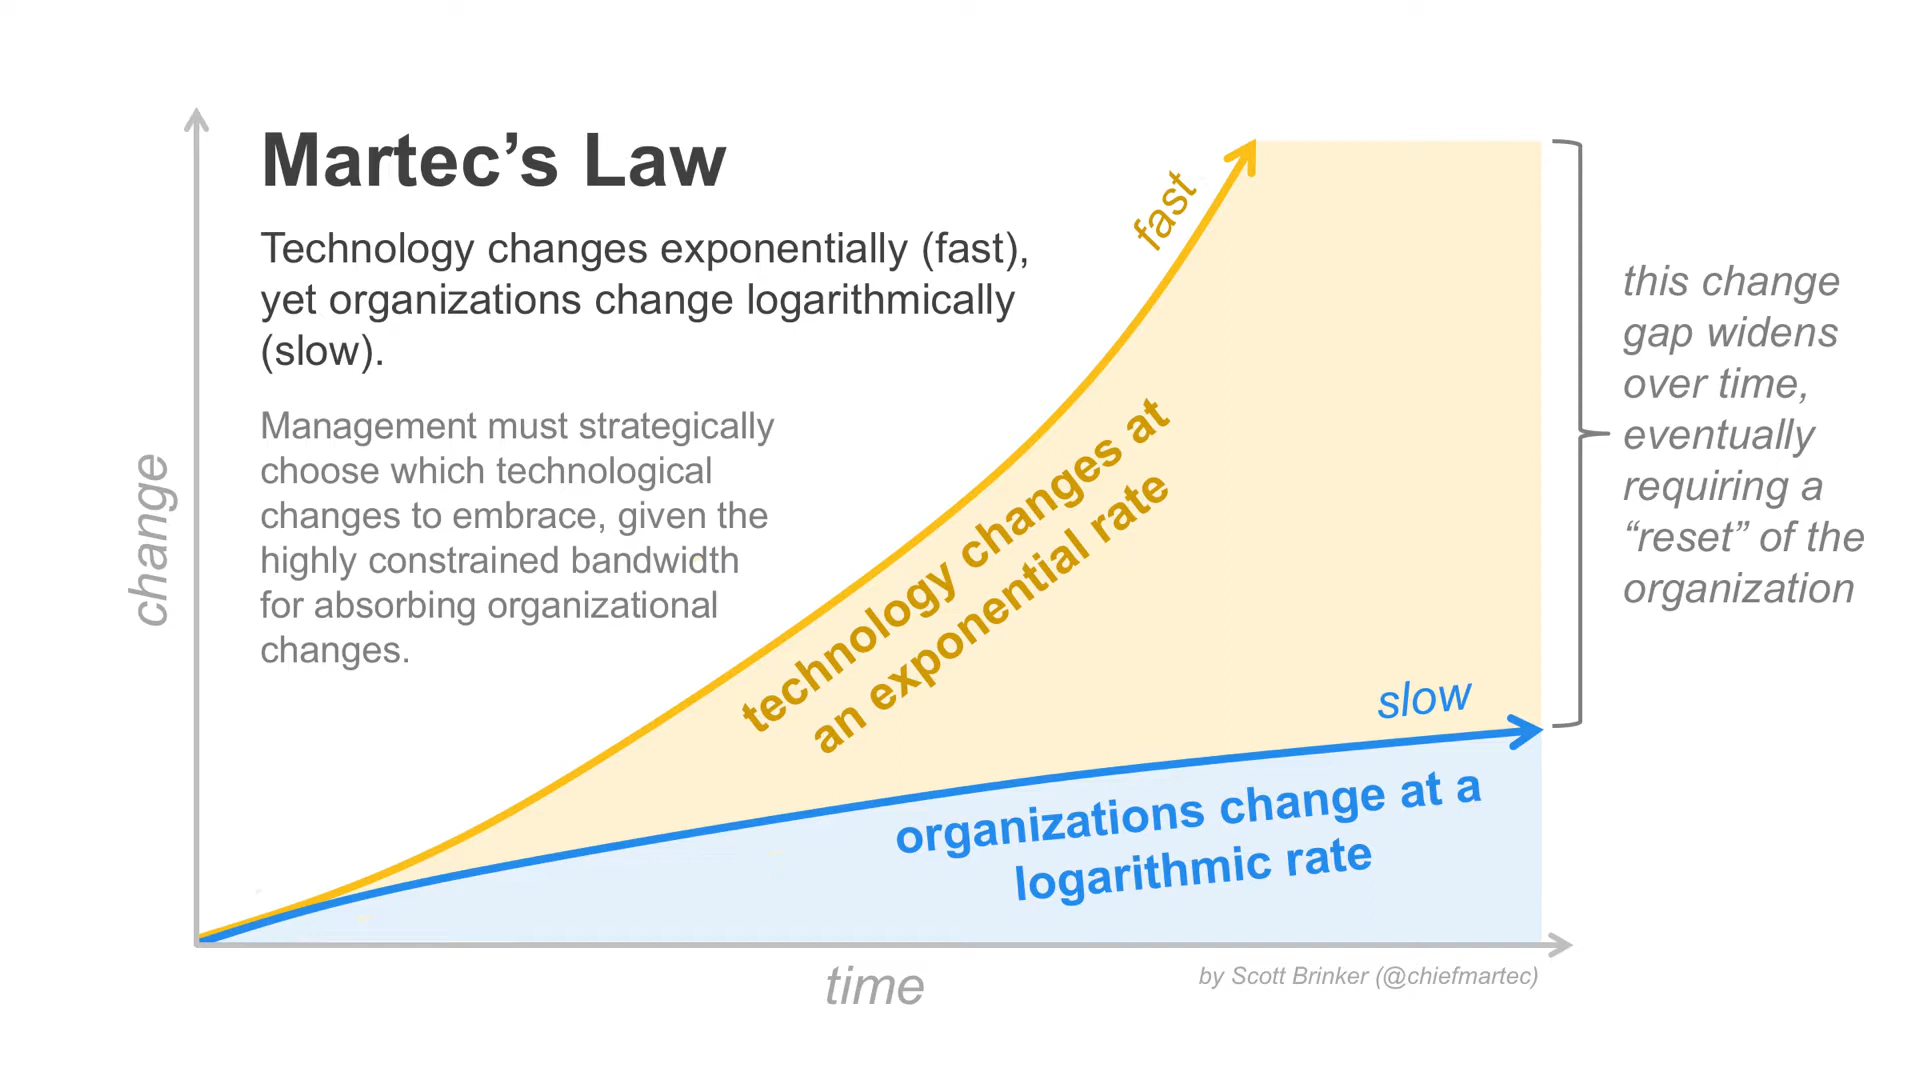 Martec’s Law
Technology changes exponentially (fast),
yet organizations change logarithmically
(slow).
Management must strategically
choose which technological
changes to embrace, given the
highly constrained bandwidth
for absorbing organizational
changes.
change
fast
technology changes at
an exponential rate
slow
organizations change at a
logarithmic rate
this change
gap widens
over time,
eventually
requiring a
“reset” of the
organization
time
by Scott Brinker (@chiefmartec)